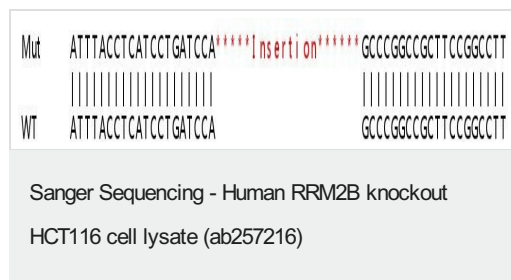 Mut ATTTACCTCATCCTGATCCA*****Insertion******GCCCGGCCGCTTCCGGCCTT
||||||||||||||||||||                     ||||||||||||||||||||
WT ATTTACCTCATCCTGATCCA                     GCCCGGCCGCTTCCGGCCTT
Sanger Sequencing - Human RRM2B knockout
HCT116 cell lysate (ab257216)